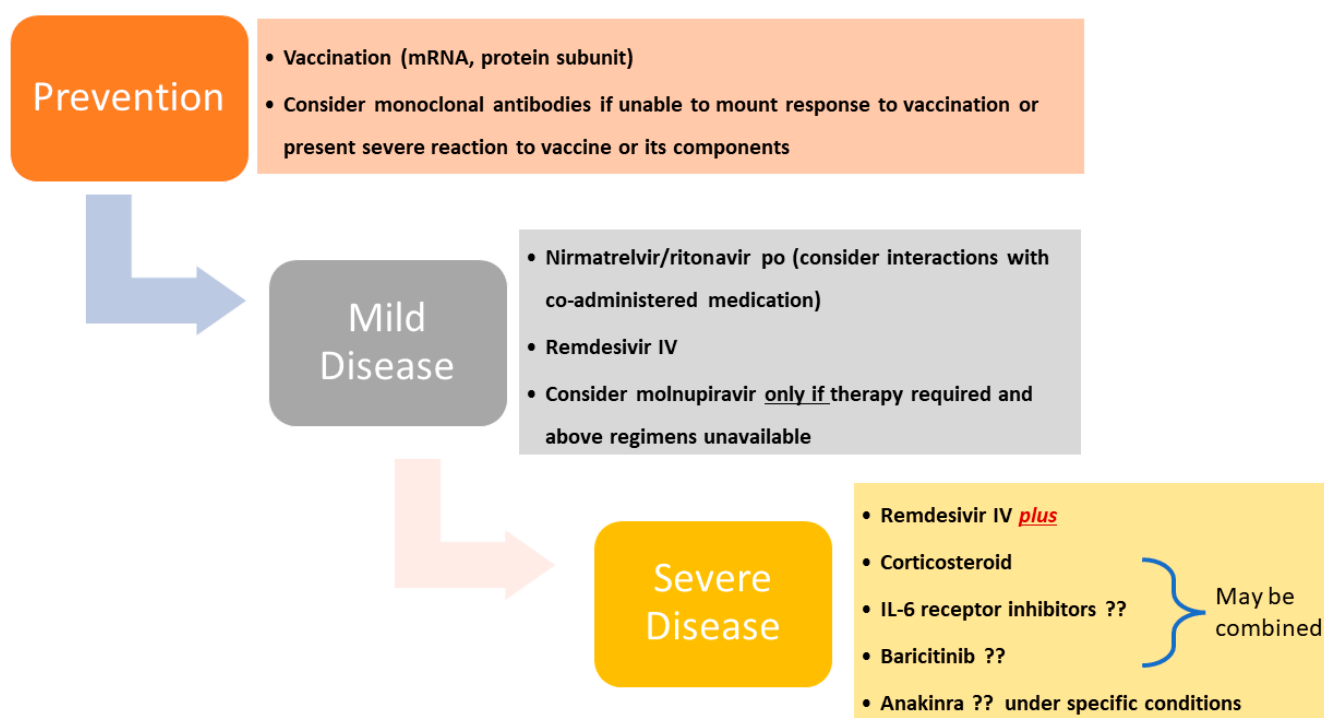 Prevention
• Vaccination (mRNA, protein subunit)
• Consider monoclonal antibodies if unable to mount response to vaccination or
present severe reaction to vaccine or its components
Mild
Disease
• Nirmatrelvir/ritonavir po (consider interactions with
co-administered medication)
• Remdesivir IV
• Consider molnupiravir only if therapy required and
above regimens unavailable
Severe
Disease
• Remdesivir IV plus
• Corticosteroid
• IL-6 receptor inhibitors ??
• Baricitinib ??
• Anakinra ?? under specific conditions
May be
combined